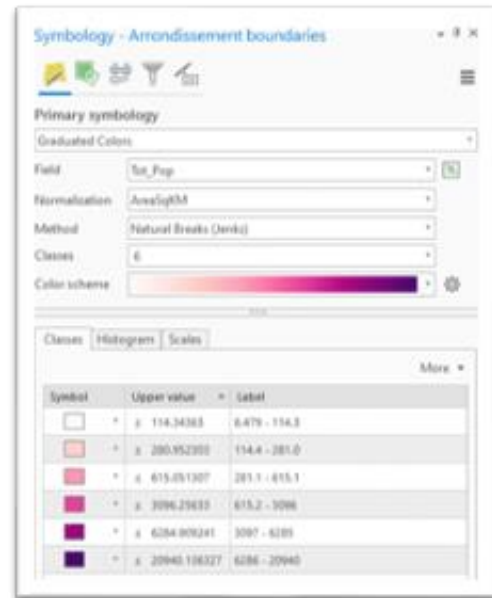 Symbology - Arrondissement boundaries
Primary symbology
Graduated Colors
Field Tot_Pop
Normalization AreaSqKM
Method Natural Breaks (Jenks)
Classes 6
Color scheme
Classes Histogram Scales
More
Symbol Upper value Label
≤ 114.34363 6.479 - 114.3
≤ 280.952353 114.4 - 281.0
≤ 615.051307 281.1 - 615.1
≤ 3096.25633 615.2 - 3096
≤ 6284.909241 3097 - 6285
≤ 20940.106327 6286 - 20940